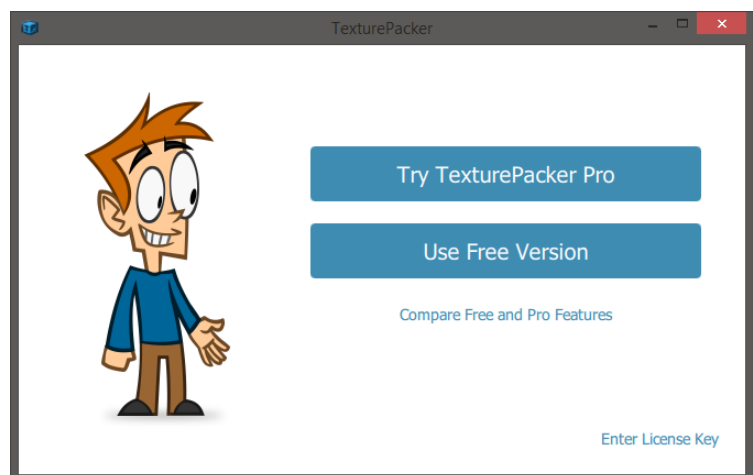 TexturePacker
Try TexturePacker Pro
Use Free Version
Compare Free and Pro Features
Enter License Key